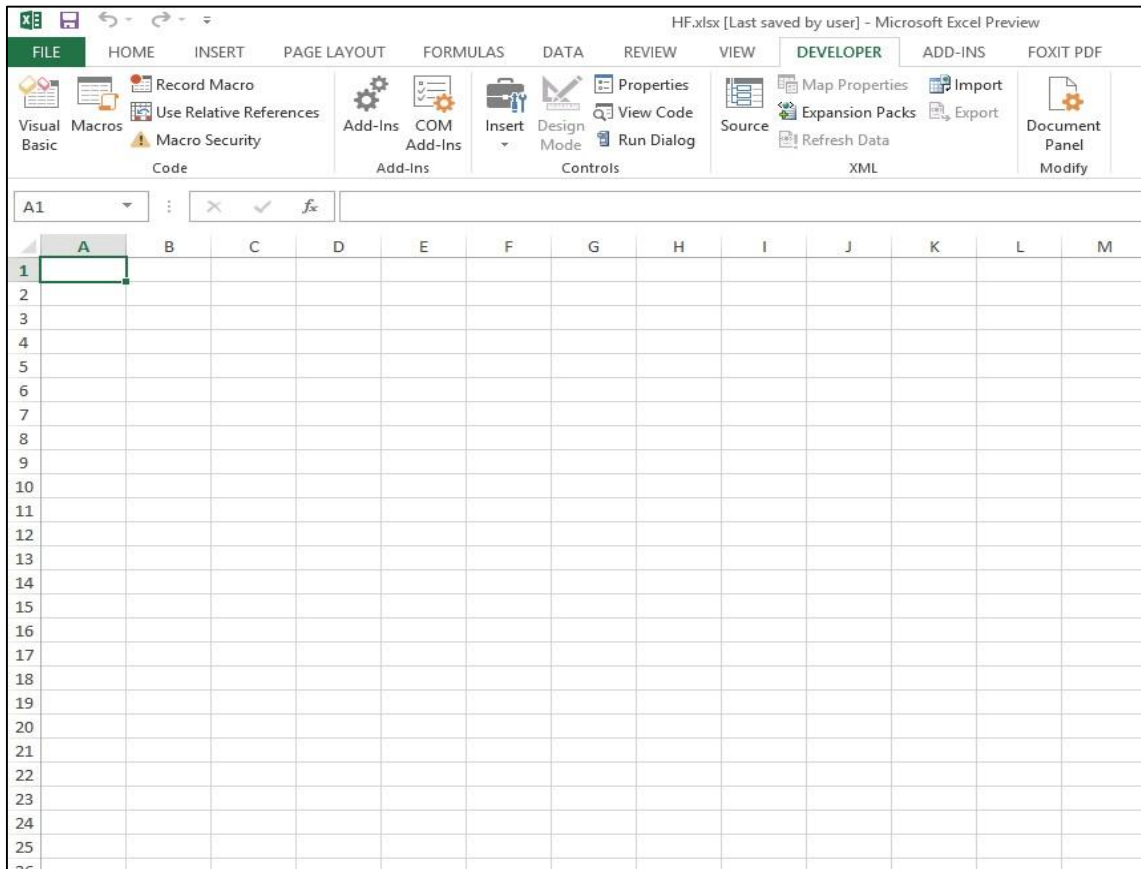 HF.xlsx [Last saved by user] - Microsoft Excel Preview
FILE HOME INSERT PAGE LAYOUT FORMULAS DATA REVIEW VIEW DEVELOPER ADD-INS FOXIT PDF
Visual Basic
Macros
Record Macro
Use Relative References
Macro Security
Code
Add-Ins
COM Add-Ins
Add-Ins
Insert
Design Mode
Properties
View Code
Run Dialog
Controls
Source
Map Properties
Expansion Packs
Refresh Data
Import
Export
XML
Document Panel
Modify
A1
fx
A B C D E F G H I J K L M
1
2
3
4
5
6
7
8
9
10
11
12
13
14
15
16
17
18
19
20
21
22
23
24
25